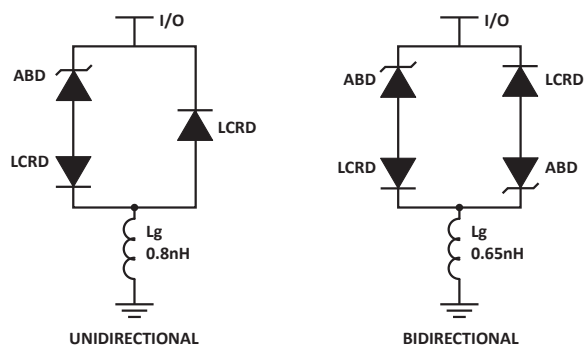 I/O
ABD
LCRD
LCRD
Lg
0.8nH
UNIDIRECTIONAL
I/O
ABD
LCRD
LCRD
ABD
Lg
0.65nH
BIDIRECTIONAL